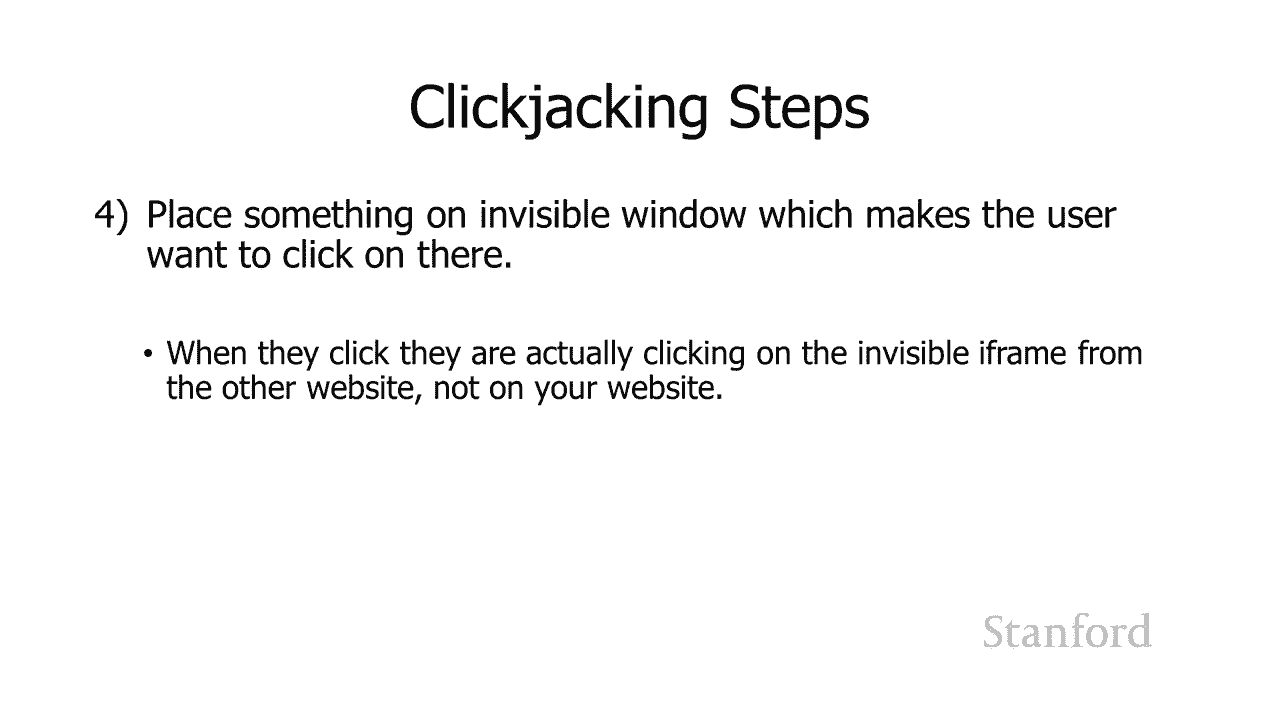 Clickjacking Steps
4) Place something on invisible window which makes the user
want to click on there.
• When they click they are actually clicking on the invisible iframe from
the other website, not on your website.
Stanford